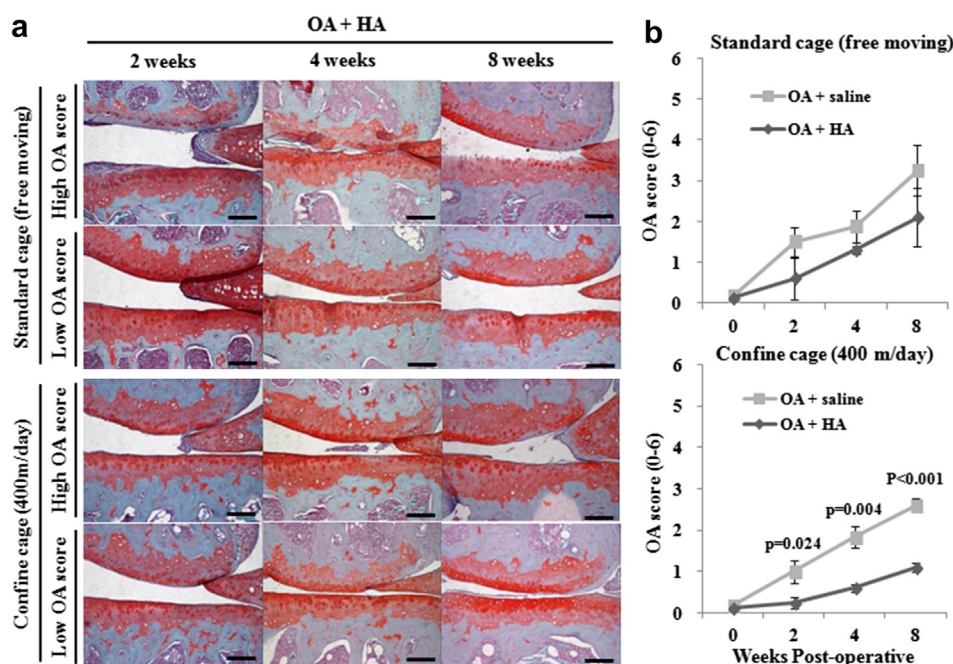 a
OA + HA
2 weeks
4 weeks
8 weeks
Standard cage (free moving)
High OA score
Low OA score
Confine cage (400m/day)
High OA score
Low OA score
b
Standard cage (free moving)
OA score (0-6)
6
5
4
3
2
1
0
OA + saline
OA + HA
0
2
4
8
Confine cage (400 m/day)
OA score (0-6)
6
5
4
3
2
1
0
OA + saline
OA + HA
p=0.024
p=0.004
P<0.001
0
2
4
8
Weeks Post-operative